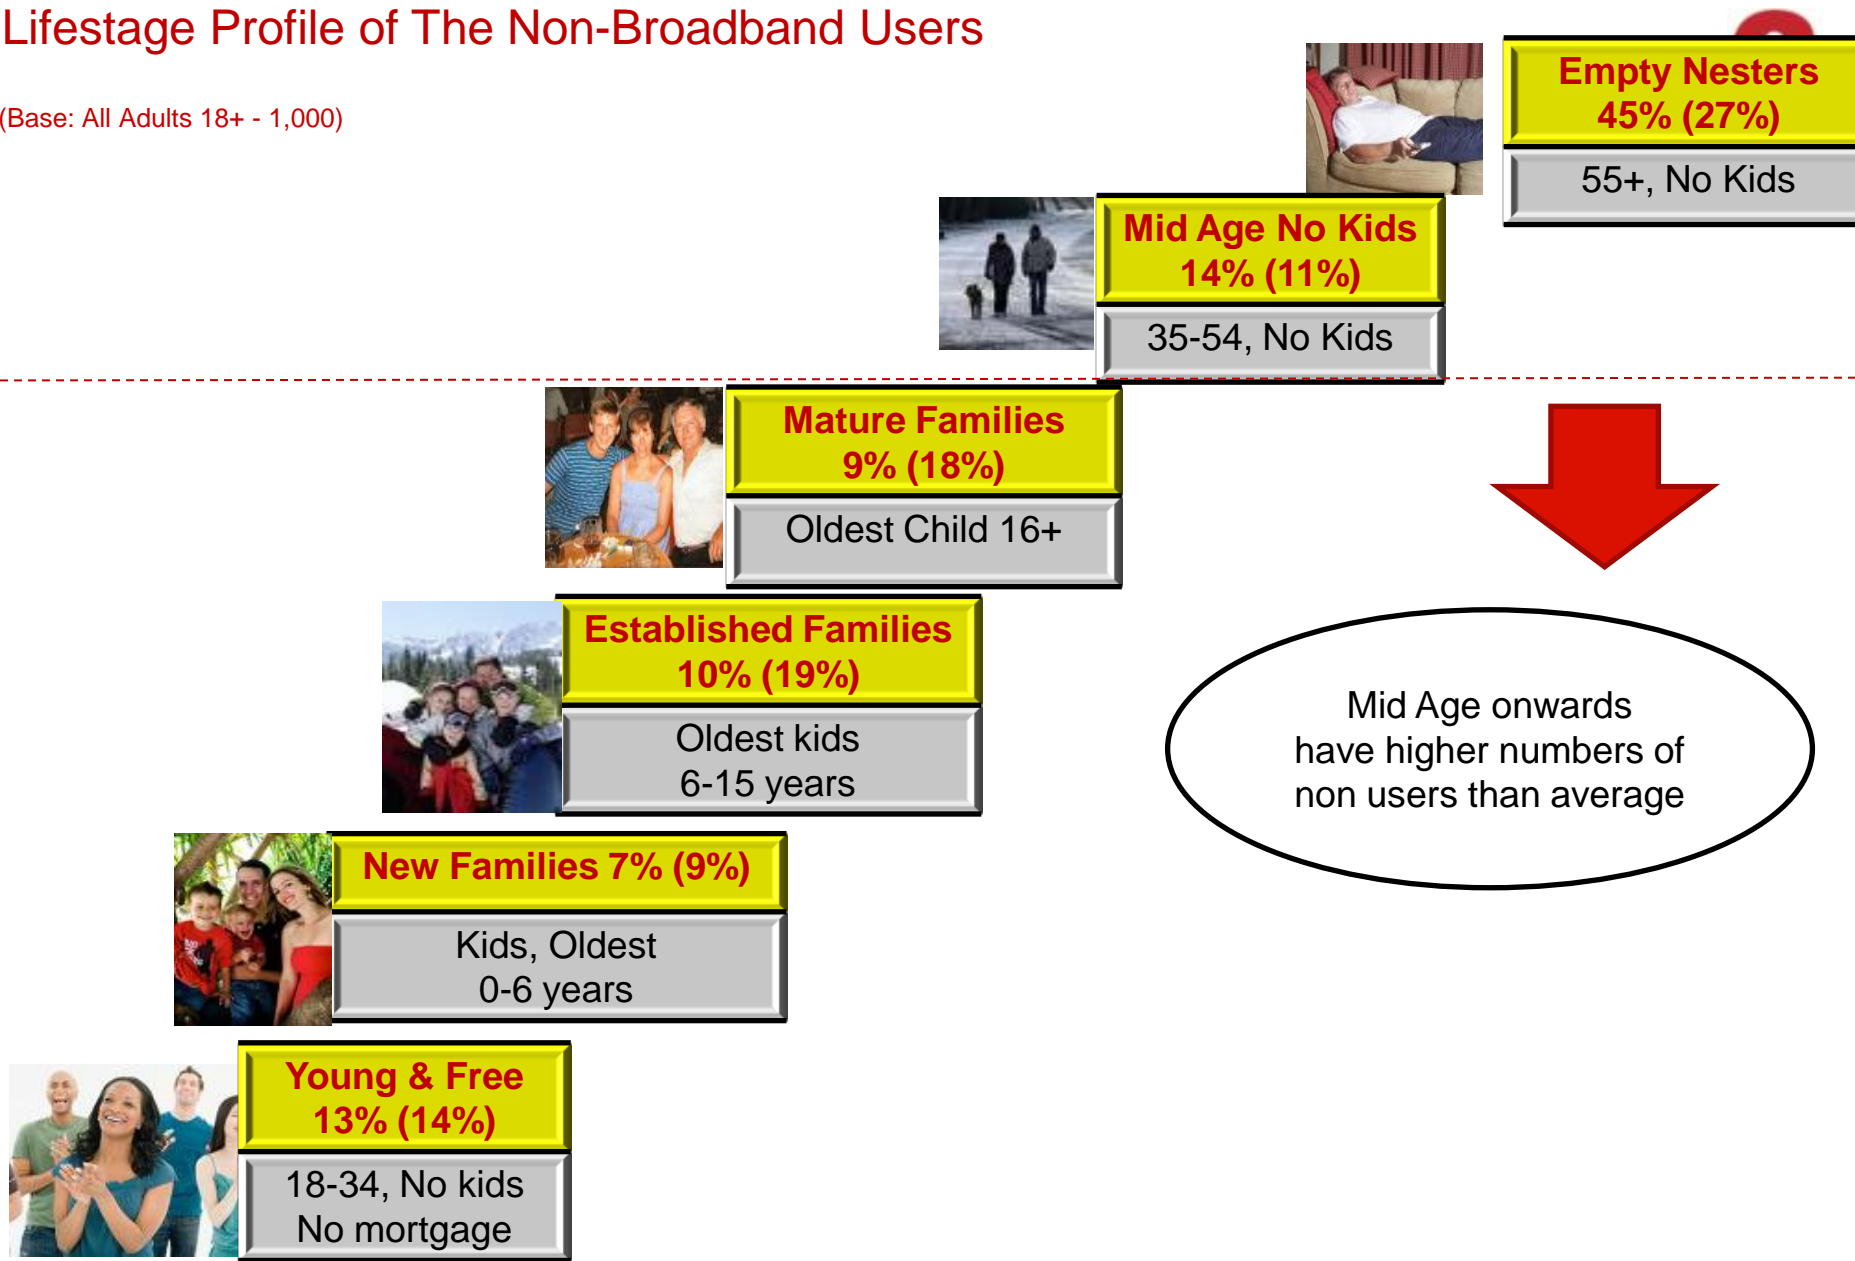 Lifestage Profile of The Non-Broadband Users
(Base: All Adults 18+ - 1,000)
Empty Nesters
45% (27%)
55+, No Kids
Mid Age No Kids
14% (11%)
35-54, No Kids
Mature Families
9% (18%)
Oldest Child 16+
Established Families
10% (19%)
Oldest kids
6-15 years
Mid Age onwards
have higher numbers of
non users than average
New Families 7% (9%)
Kids, Oldest
0-6 years
Young & Free
13% (14%)
18-34, No kids
No mortgage